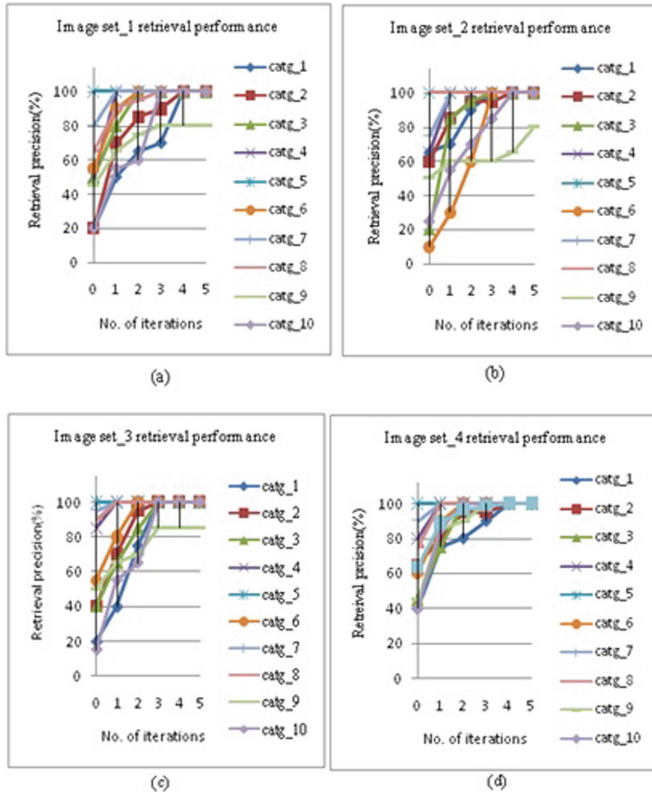 Image set_1 retrieval performance
Retrieval precision(%)
100
80
60
40
20
0
0 1 2 3 4 5
No. of iterations
catg_1
catg_2
catg_3
catg_4
catg_5
catg_6
catg_7
catg_8
catg_9
catg_10
(a)
Image set_2 retrieval performance
Retrieval precision(%)
100
80
60
40
20
0
0 1 2 3 4 5
No. of iterations
catg_1
catg_2
catg_3
catg_4
catg_5
catg_6
catg_7
catg_8
catg_9
catg_10
(b)
Image set_3 retrieval performance
Retrieval precision(%)
100
80
60
40
20
0
0 1 2 3 4 5
No. of iterations
catg_1
catg_2
catg_3
catg_4
catg_5
catg_6
catg_7
catg_8
catg_9
catg_10
(c)
Image set_4 retrieval performance
Retreival prcision(%)
100
80
60
40
20
0
0 1 2 3 4 5
No. of iterations
catg_1
catg_2
catg_3
catg_4
catg_5
catg_6
catg_7
catg_8
catg_9
catg_10
(d)